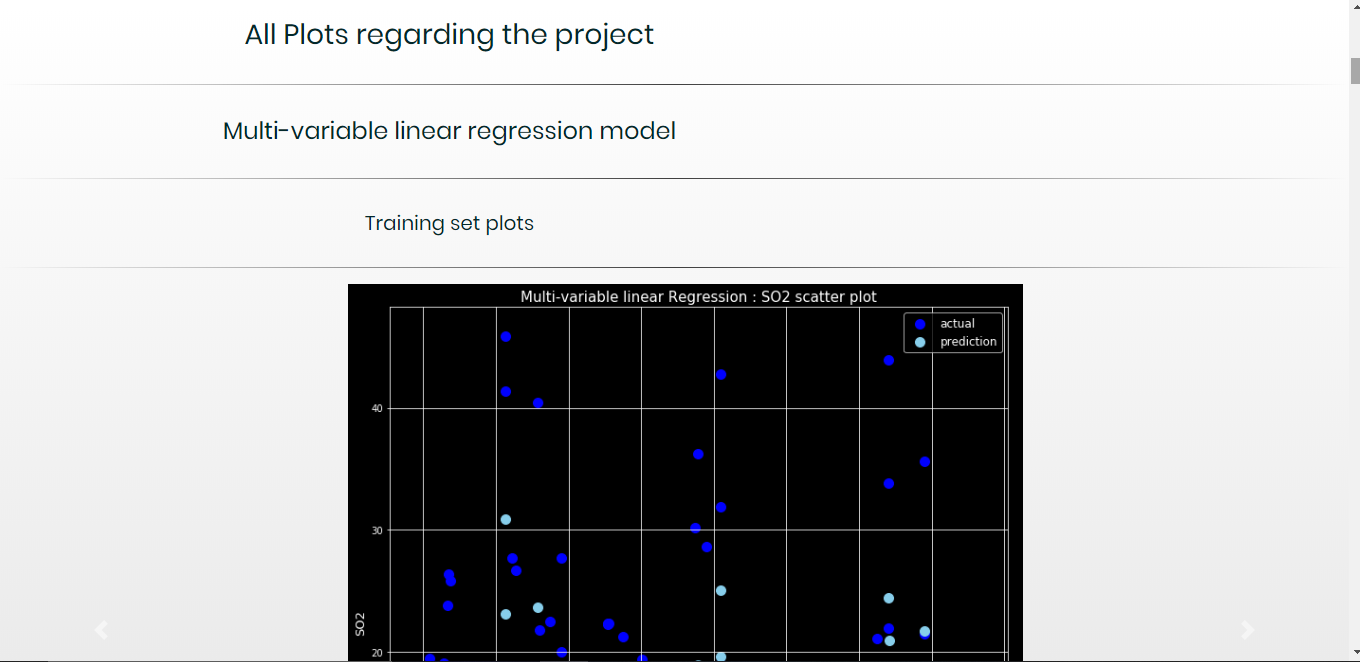 All Plots regarding the project
Multi-variable linear regression model
Training set plots
Multi-variable linear Regression : SO2 scatter plot
actual
prediction
40
30
SO2
20